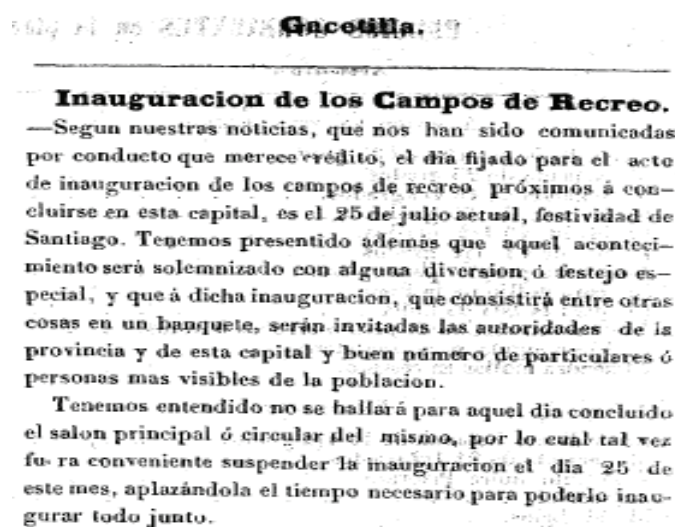 Gacetilla.
Inauguracion de los Campos de Recreo.
—Segun nuestras noticias, que nos han sido comunicadas
por conducto que merece crédito, el dia fijado para el acto
de inauguracion de los campos de recreo próximos á con-
cluirse en esta capital, es el 25 de julio actual, festividad de
Santiago. Tenemos presentido además que aquel aconteci-
miento será solemnizado con alguna diversion ó festejo es-
pecial, y que á dicha inauguracion, que consistirá entre otras
cosas en un banquete, serán invitadas las autoridades de la
provincia y de esta capital y buen número de particulares ó
personas mas visibles de la poblacion.
Tenemos entendido no se hallará para aquel dia concluido
el salon principal ó circular del mismo, por lo cual tal vez
fu ra conveniente suspender la inauguracion el dia 25 de
este mes, aplazándola el tiempo necesario para poderlo inau-
gurar todo junto.